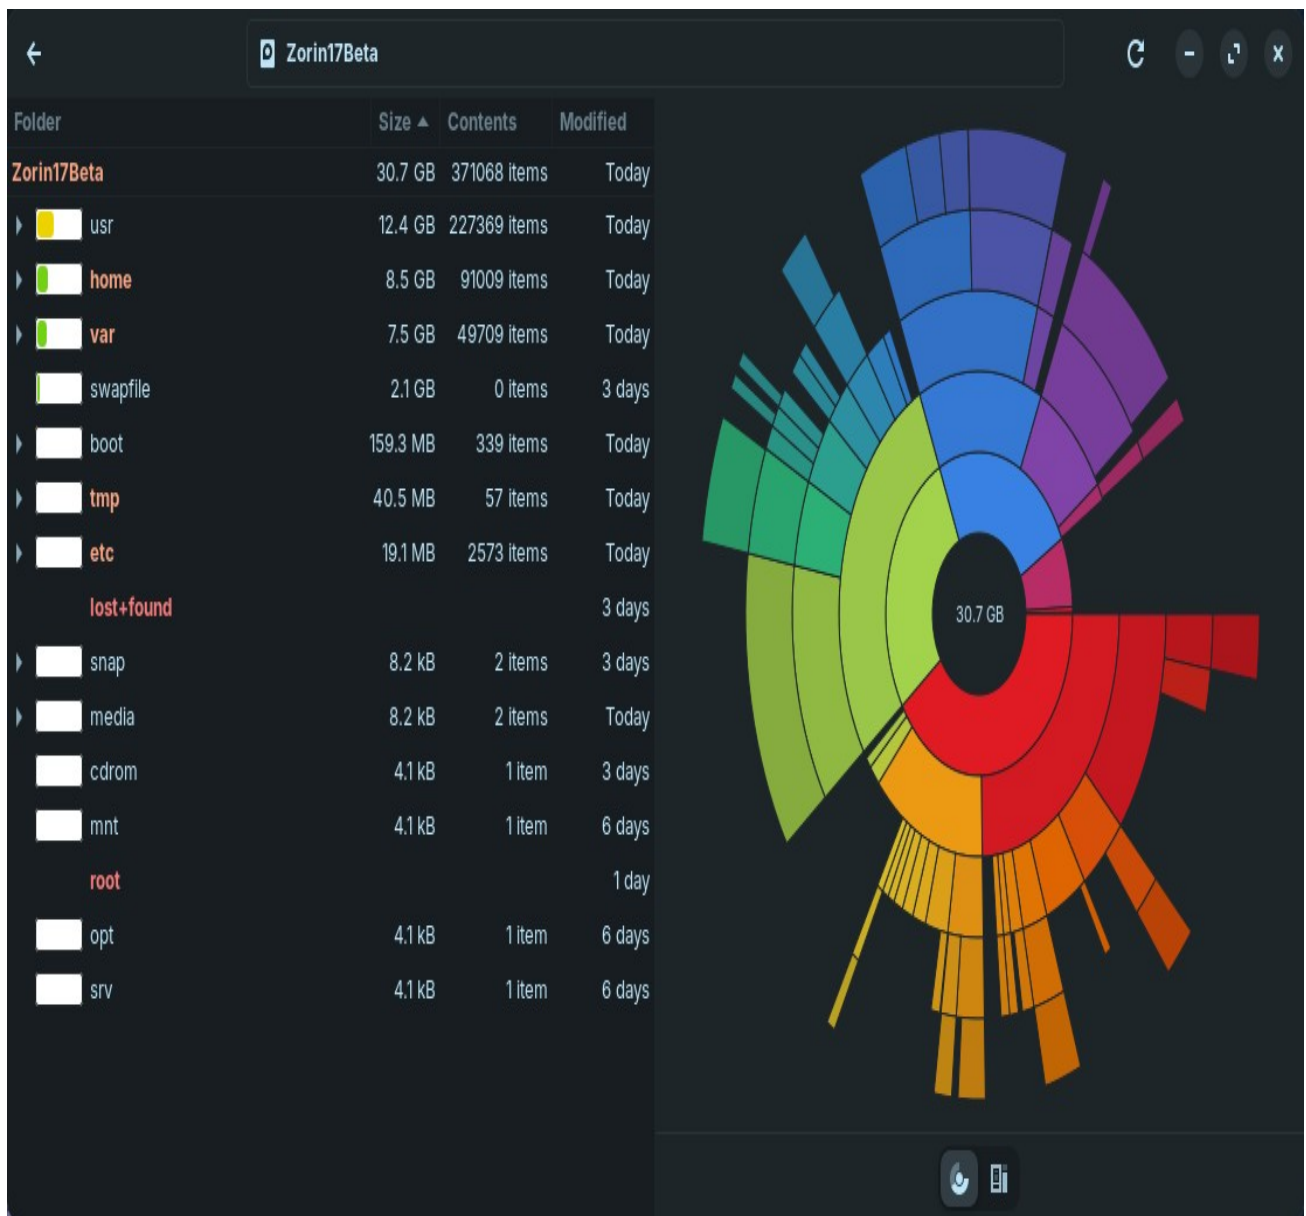 Zorin17Beta
Folder Size Contents Modified
Zorin17Beta 30.7 GB 371068 items Today
usr 12.4 GB 227369 items Today
home 8.5 GB 91009 items Today
var 7.5 GB 49709 items Today
swapfile 2.1 GB 0 items 3 days
boot 159.3 MB 339 items Today
tmp 40.5 MB 57 items Today
etc 19.1 MB 2573 items Today
lost+found 3 days
snap 8.2 kB 2 items 3 days
media 8.2 kB 2 items Today
cdrom 4.1 kB 1 item 3 days
mnt 4.1 kB 1 item 6 days
root 1 day
opt 4.1 kB 1 item 6 days
srv 4.1 kB 1 item 6 days
30.7 GB